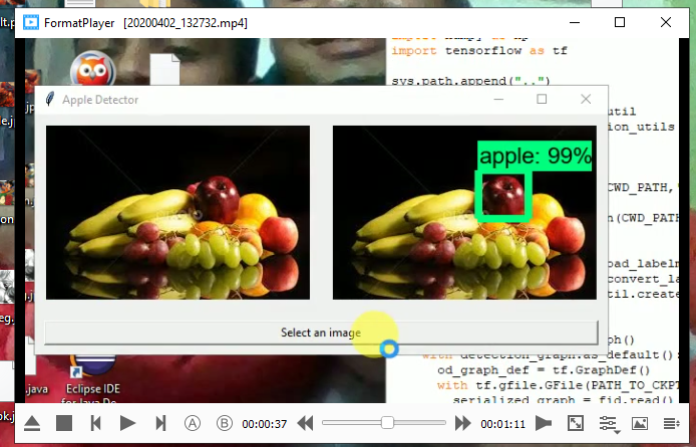 lt.p
FormatPlayer [20200402_132732.mp4]
import tensorflow as tf
sys.path.append("..")
Apple Detector
util
ion_utils
apple: 99%
CWD_PATH,
n(CWD_PATH
oad_labelm
convert_la
til.create
ph()
with detection_graph.as_default():
od_graph_def = tf.GraphDef()
with tf.gfile.GFile(PATH_TO_CKPT
serialized_graph = fid.read()
Select an image
.java
Eclipse IDE
for Java De...
A
B
00:00:37
00:01:11